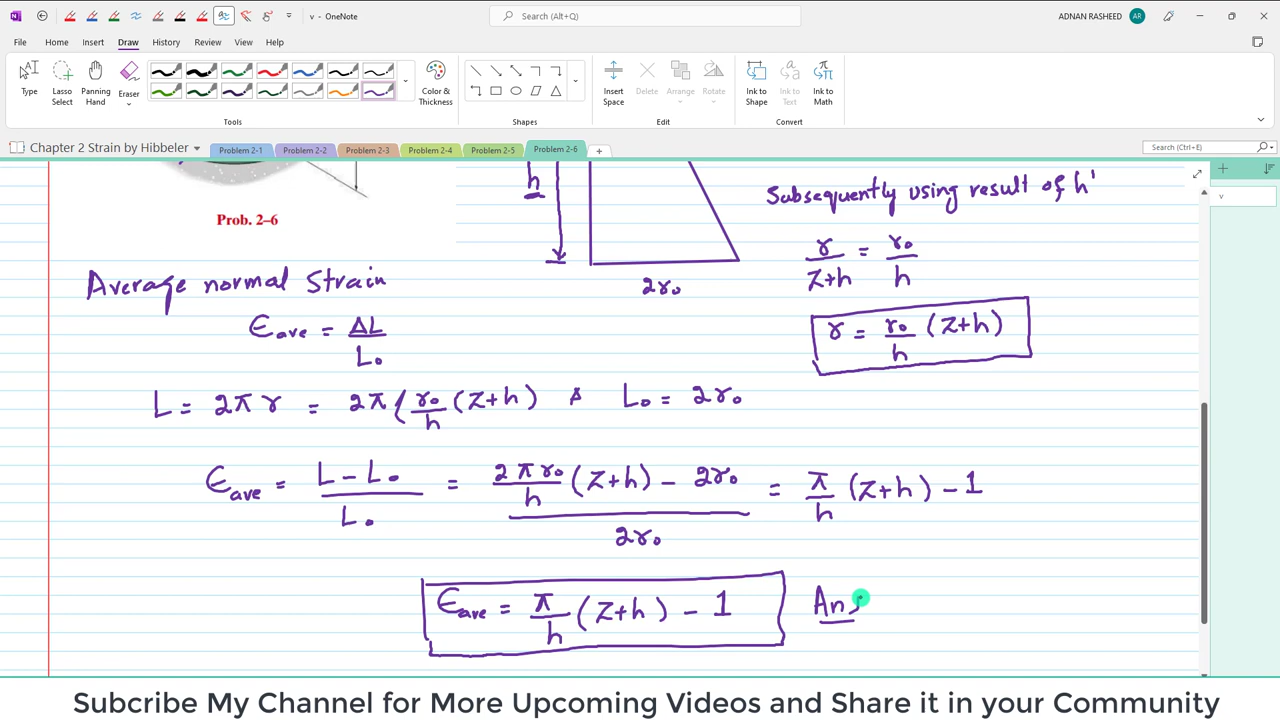 v - OneNote
Search (Alt+Q)
ADNAN RASHEED AR
File Home Insert Draw History Review View Help
Type Lasso Select Panning Hand Eraser
Color & Thickness
Insert Space Delete Arrange Rotate
Ink to Shape Ink to Text Ink to Math
Tools Shapes Edit Convert
Chapter 2 Strain by Hibbeler
Problem 2-1 Problem 2-2 Problem 2-3 Problem 2-4 Problem 2-5 Problem 2-6 +
Search (Ctrl+E)
v
h
Subsequently using result of h'
Prob. 2–6
r/(z+h) = r₀/h
Average normal Strain
2r₀
ϵave = ΔL/L₀
r = r₀/h (z+h)
L = 2π r = 2π ( r₀/h (z+h) & L₀ = 2r₀
ϵave = (L - L₀)/L₀ = (2πr₀/h (z+h) - 2r₀)/2r₀ = π/h (z+h) - 1
ϵave = π/h (z+h) - 1 Ans
Subcribe My Channel for More Upcoming Videos and Share it in your Community